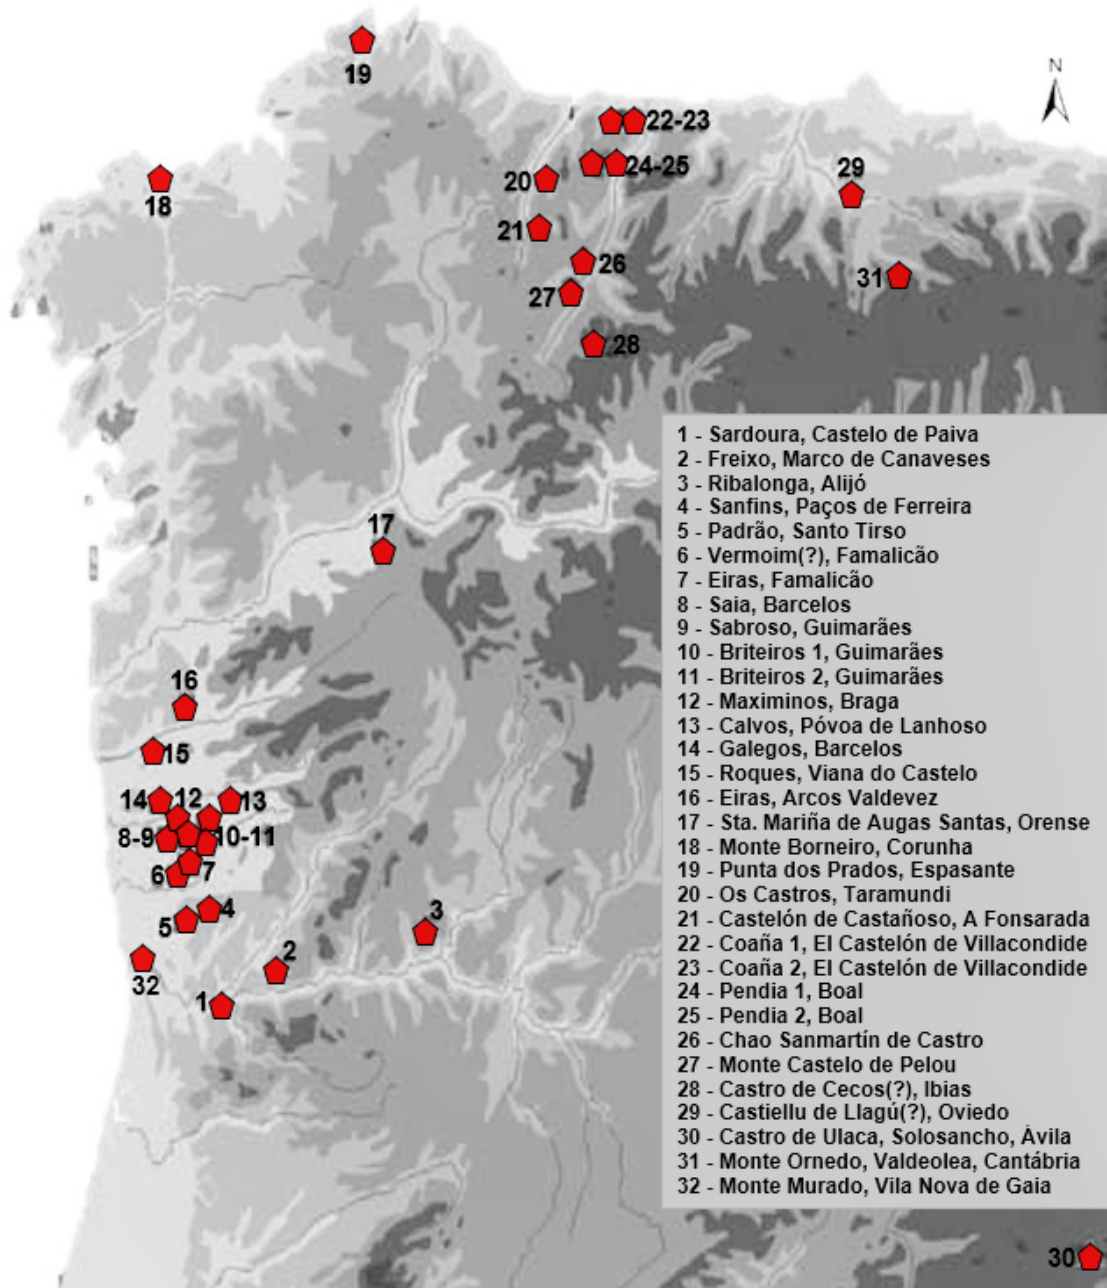 N
19
22-23
18
20
24-25
29
21
26
31
27
28
17
16
15
14
12
13
8-9
10-11
6
7
5
4
3
32
2
1
30
1 - Sardoura, Castelo de Paiva
2 - Freixo, Marco de Canaveses
3 - Ribalonga, Alijó
4 - Sanfins, Paços de Ferreira
5 - Padrão, Santo Tirso
6 - Vermoim(?), Famalicão
7 - Eiras, Famalicão
8 - Saia, Barcelos
9 - Sabroso, Guimarães
10 - Briteiros 1, Guimarães
11 - Briteiros 2, Guimarães
12 - Maximinos, Braga
13 - Calvos, Póvoa de Lanhoso
14 - Galegos, Barcelos
15 - Roques, Viana do Castelo
16 - Eiras, Arcos Valdevez
17 - Sta. Mariña de Augas Santas, Orense
18 - Monte Borneiro, Corunha
19 - Punta dos Prados, Espasante
20 - Os Castros, Taramundi
21 - Castelón de Castañoso, A Fonsarada
22 - Coaña 1, El Castelón de Villacondide
23 - Coaña 2, El Castelón de Villacondide
24 - Pendia 1, Boal
25 - Pendia 2, Boal
26 - Chao Sanmartín de Castro
27 - Monte Castelo de Pelou
28 - Castro de Cecos(?), Ibias
29 - Castiellu de Llagú(?), Oviedo
30 - Castro de Ulaca, Solosancho, Ávila
31 - Monte Ornedo, Valdeolea, Cantábria
32 - Monte Murado, Vila Nova de Gaia